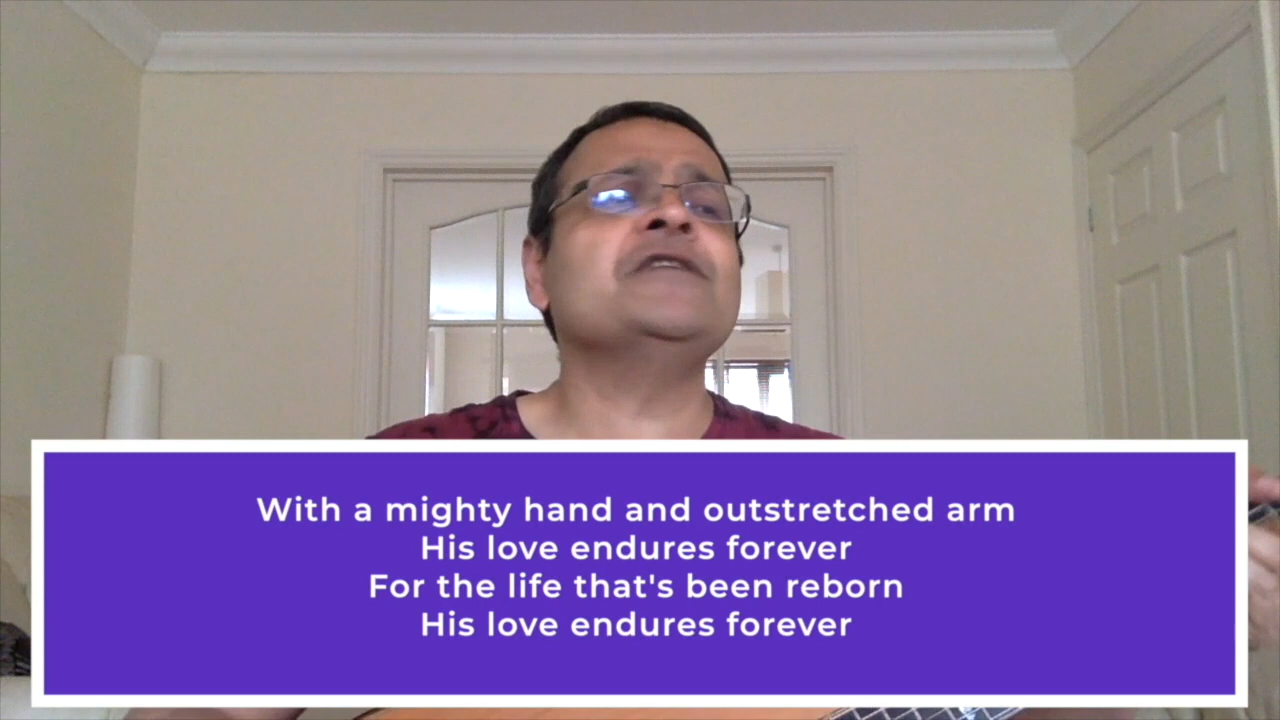 With a mighty hand and outstretched arm
His love endures forever
For the life that's been reborn
His love endures forever